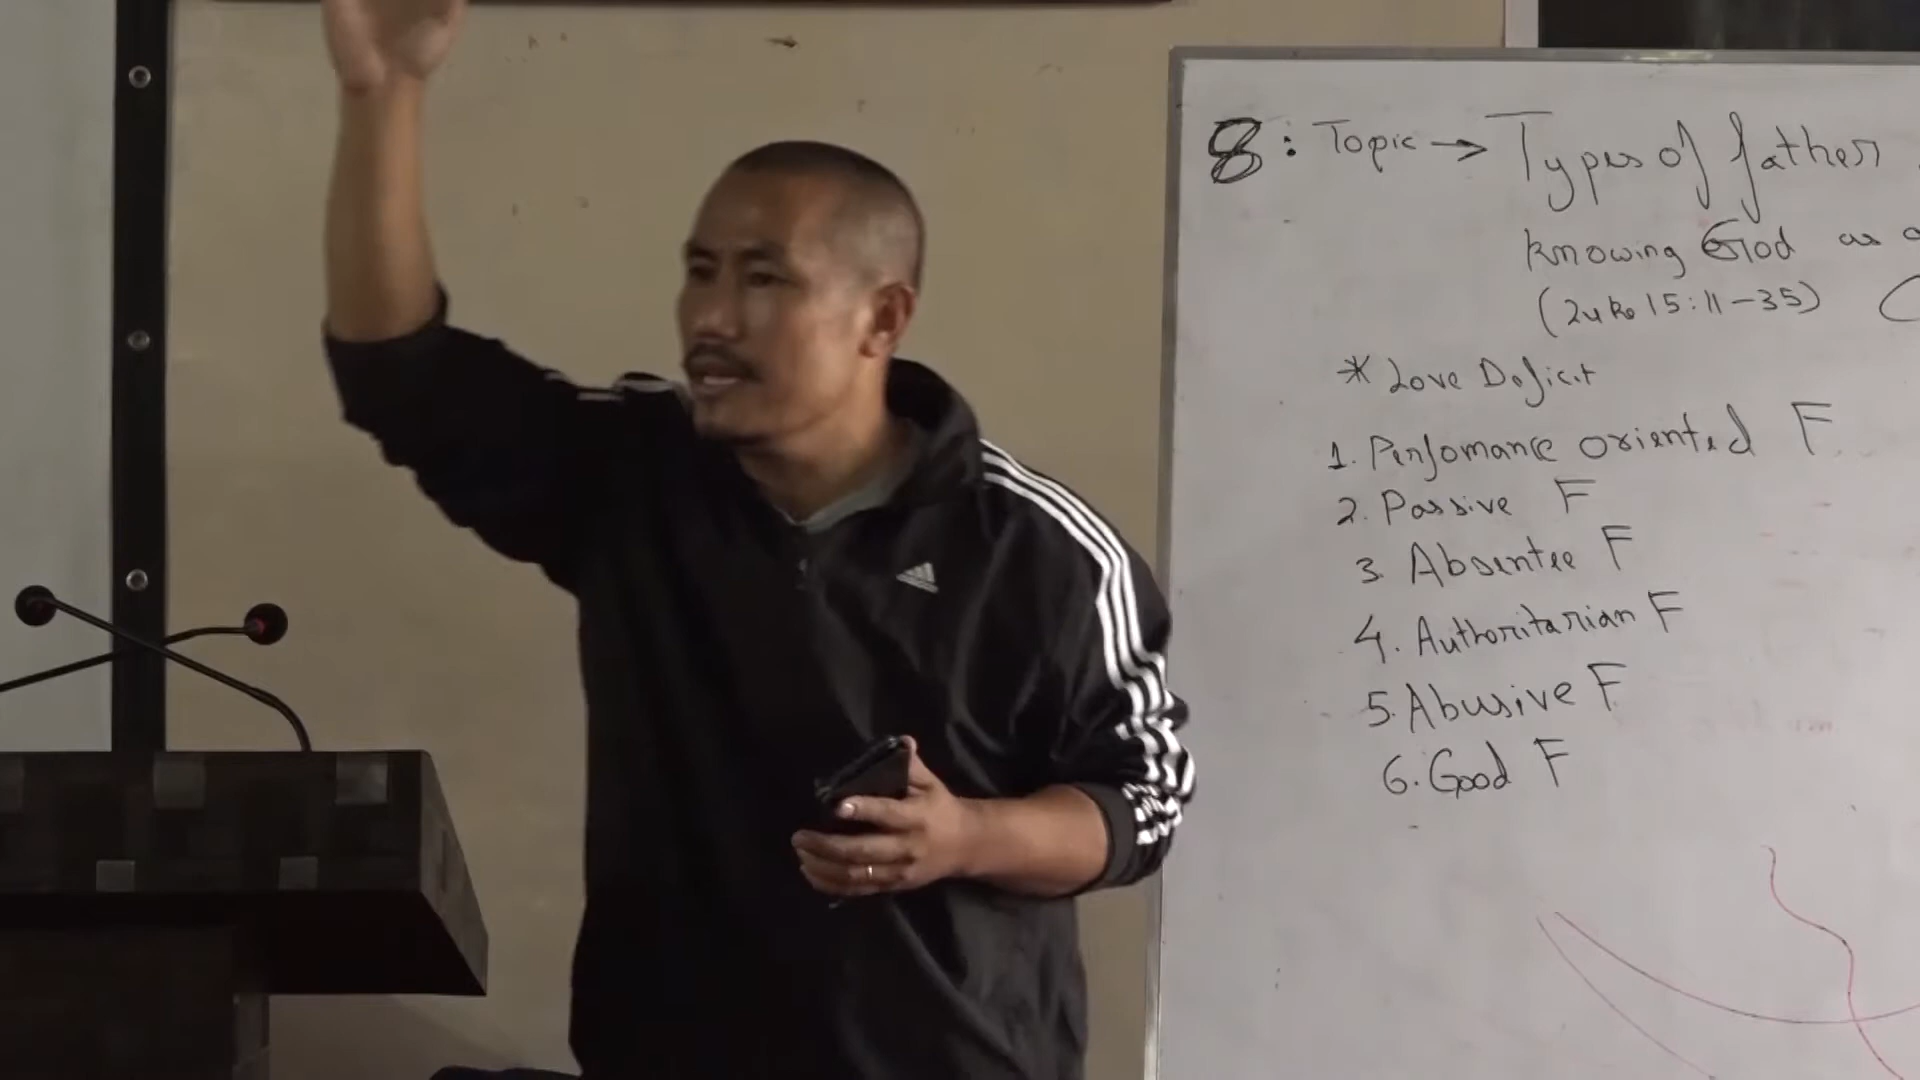 8: Topic → Types of father
knowing God as
(Luke 15:11-35)
* Love Deficit
1. Perfomance oriented F
2. Passive F
3. Absentee F
4. Authoritarian F
5. Abusive F
6. Good F